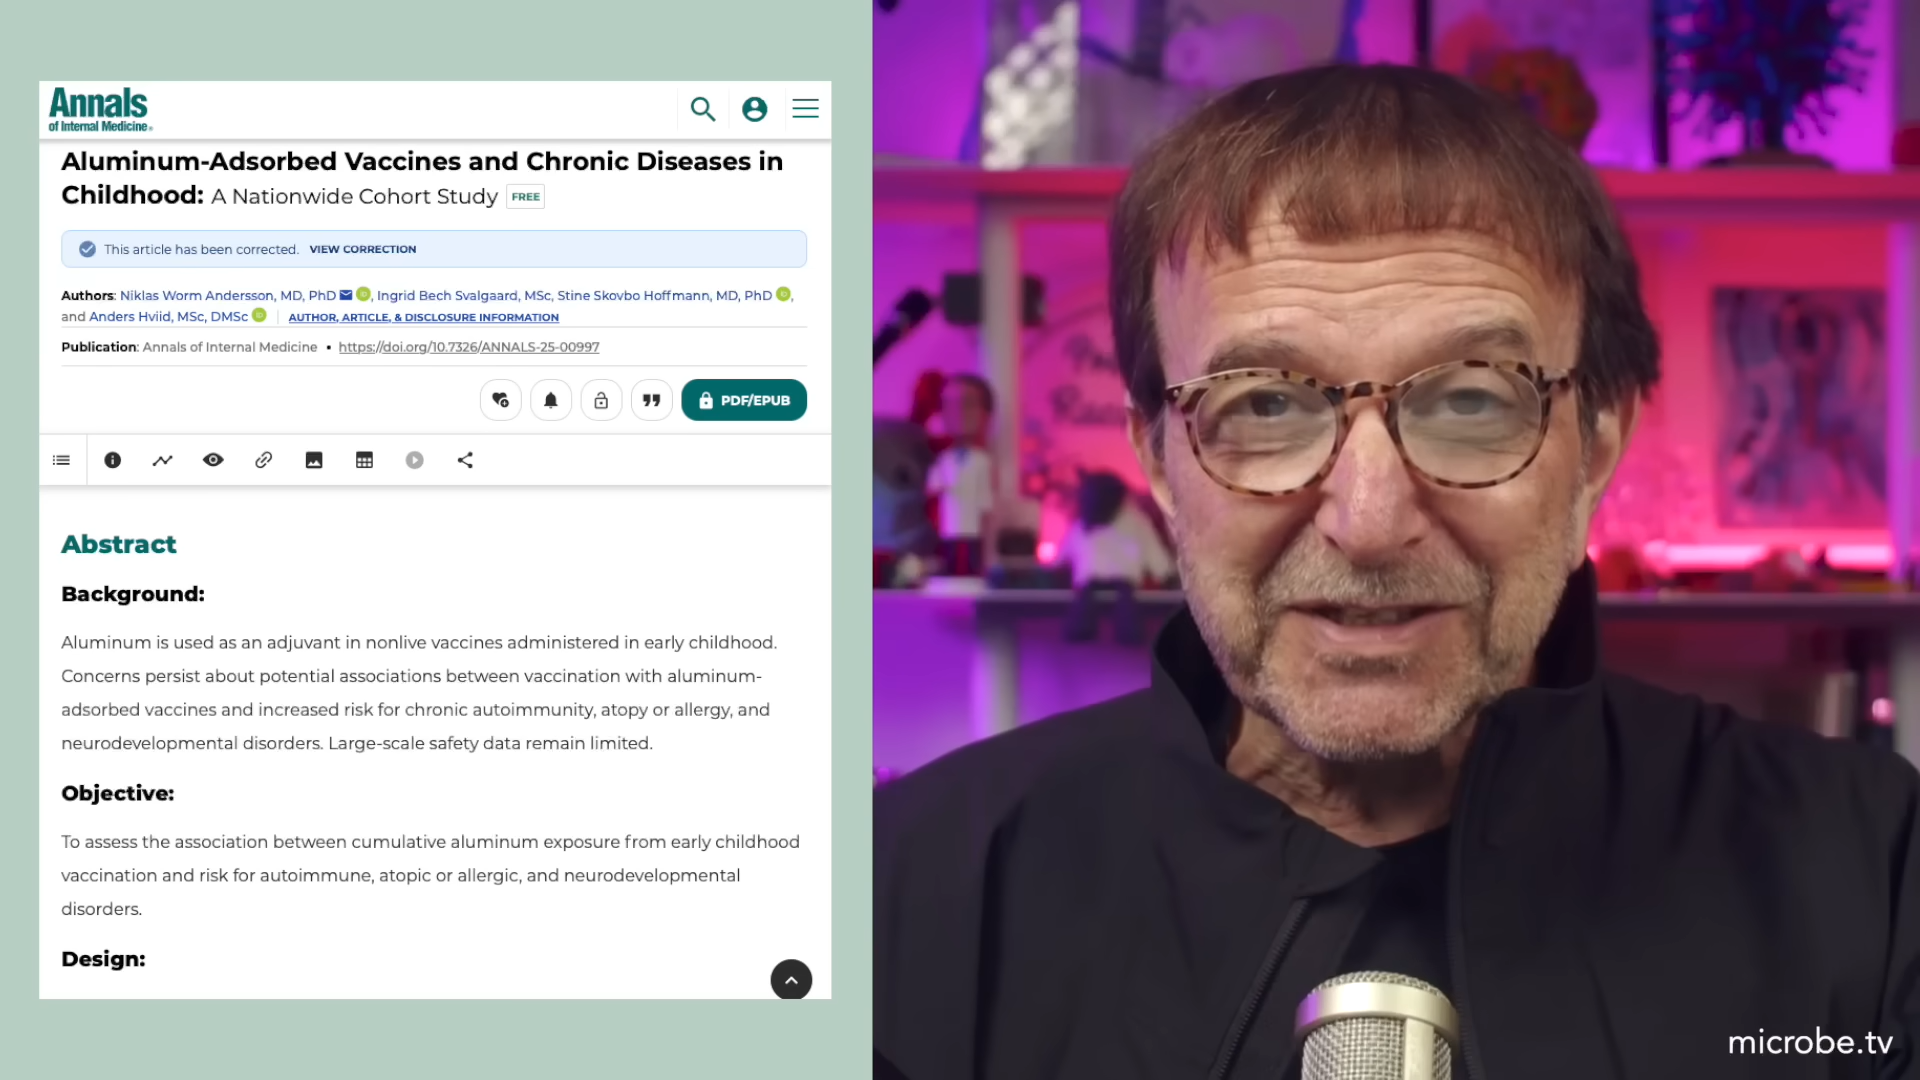 Annals
of Internal Medicine®
Aluminum-Adsorbed Vaccines and Chronic Diseases in
Childhood: A Nationwide Cohort Study FREE
This article has been corrected. VIEW CORRECTION
Authors: Niklas Worm Andersson, MD, PhD iD, Ingrid Bech Svalgaard, MSc, Stine Skovbo Hoffmann, MD, PhD iD,
and Anders Hviid, MSc, DMSc iD | AUTHOR, ARTICLE, & DISCLOSURE INFORMATION
Publication: Annals of Internal Medicine • https://doi.org/10.7326/ANNALS-25-00997
PDF/EPUB
Abstract
Background:
Aluminum is used as an adjuvant in nonlive vaccines administered in early childhood.
Concerns persist about potential associations between vaccination with aluminum-
adsorbed vaccines and increased risk for chronic autoimmunity, atopy or allergy, and
neurodevelopmental disorders. Large-scale safety data remain limited.
Objective:
To assess the association between cumulative aluminum exposure from early childhood
vaccination and risk for autoimmune, atopic or allergic, and neurodevelopmental
disorders.
Design:
microbe.tv